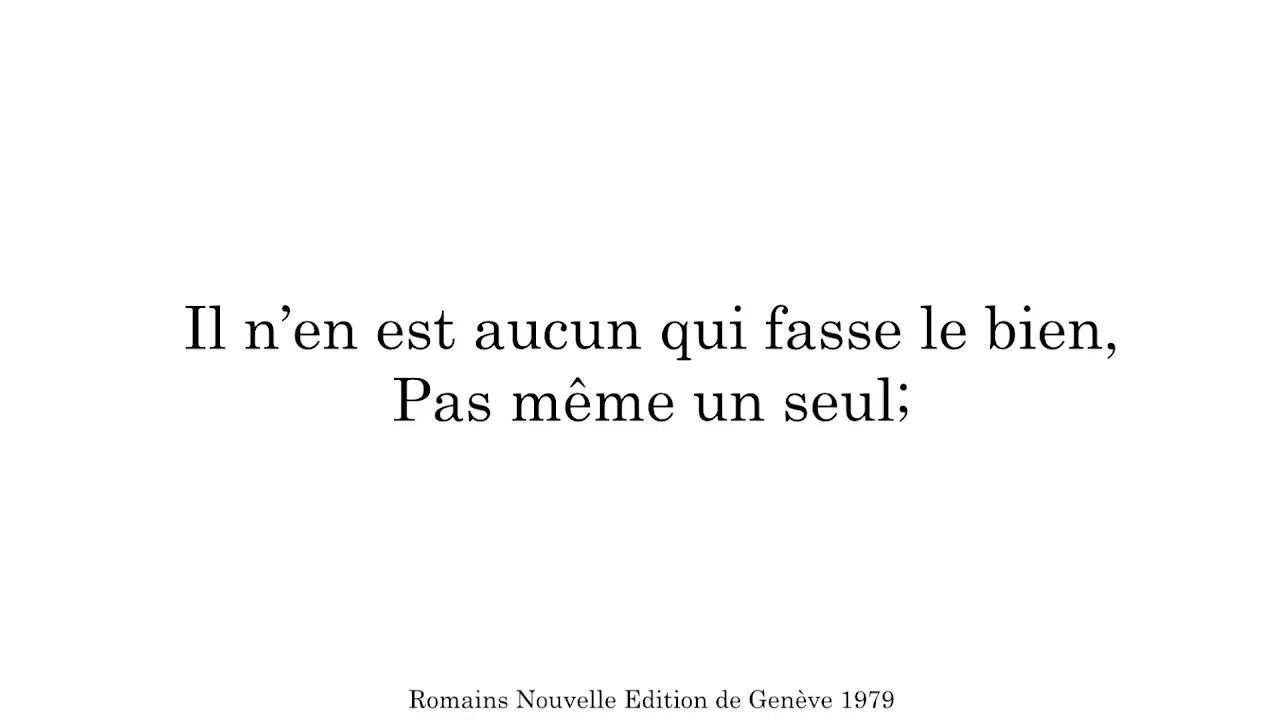 Il n’en est aucun qui fasse le bien,
Pas même un seul;
Romains Nouvelle Edition de Genève 1979